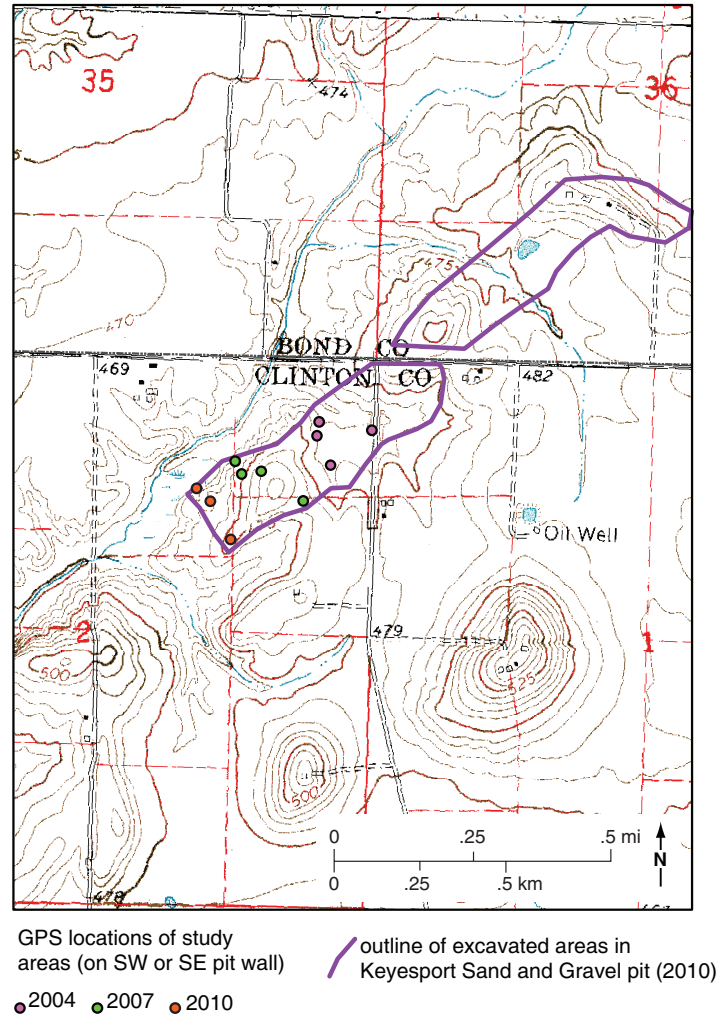 35
36
474
475
470
BOND CO
CLINTON CO
469
482
Oil Well
479
2
1
500
525
500
478
0 .25 .5 mi
0 .25 .5 km
N
GPS locations of study
areas (on SW or SE pit wall)
2004 2007 2010
outline of excavated areas in
Keyesport Sand and Gravel pit (2010)